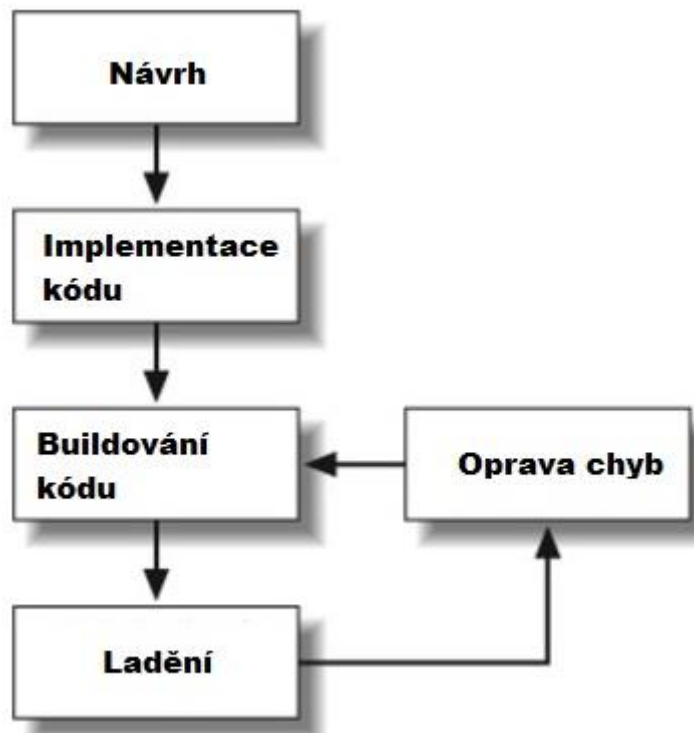 Návrh
Implementace
kódu
Buildování
kódu
Oprava chyb
Ladění